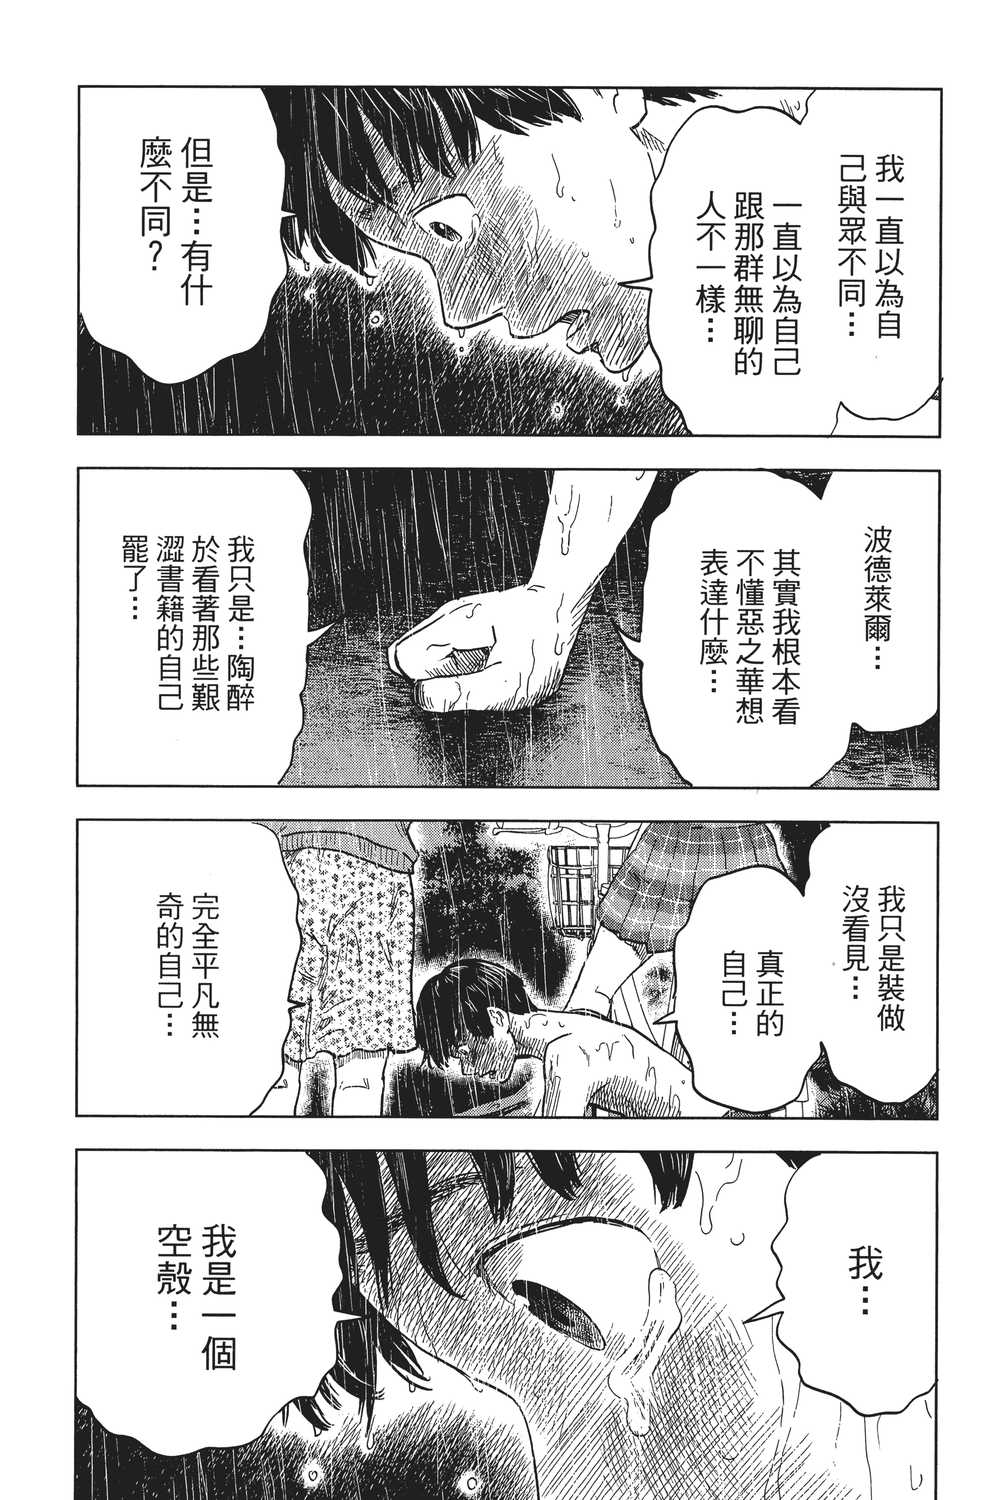 我一直以為自
己與眾不同…
一直以為自己
跟那群無聊的
人不一樣…
但是…有什
麼不同？
波德萊爾…
其實我根本看
不懂惡之華想
表達什麼…
我只是…陶醉
於看著那些艱
澀書籍的自己
罷了…
我只是裝做
沒看見…
真正的
自己…
完全平凡無
奇的自己…
我…
我是一個
空殼…